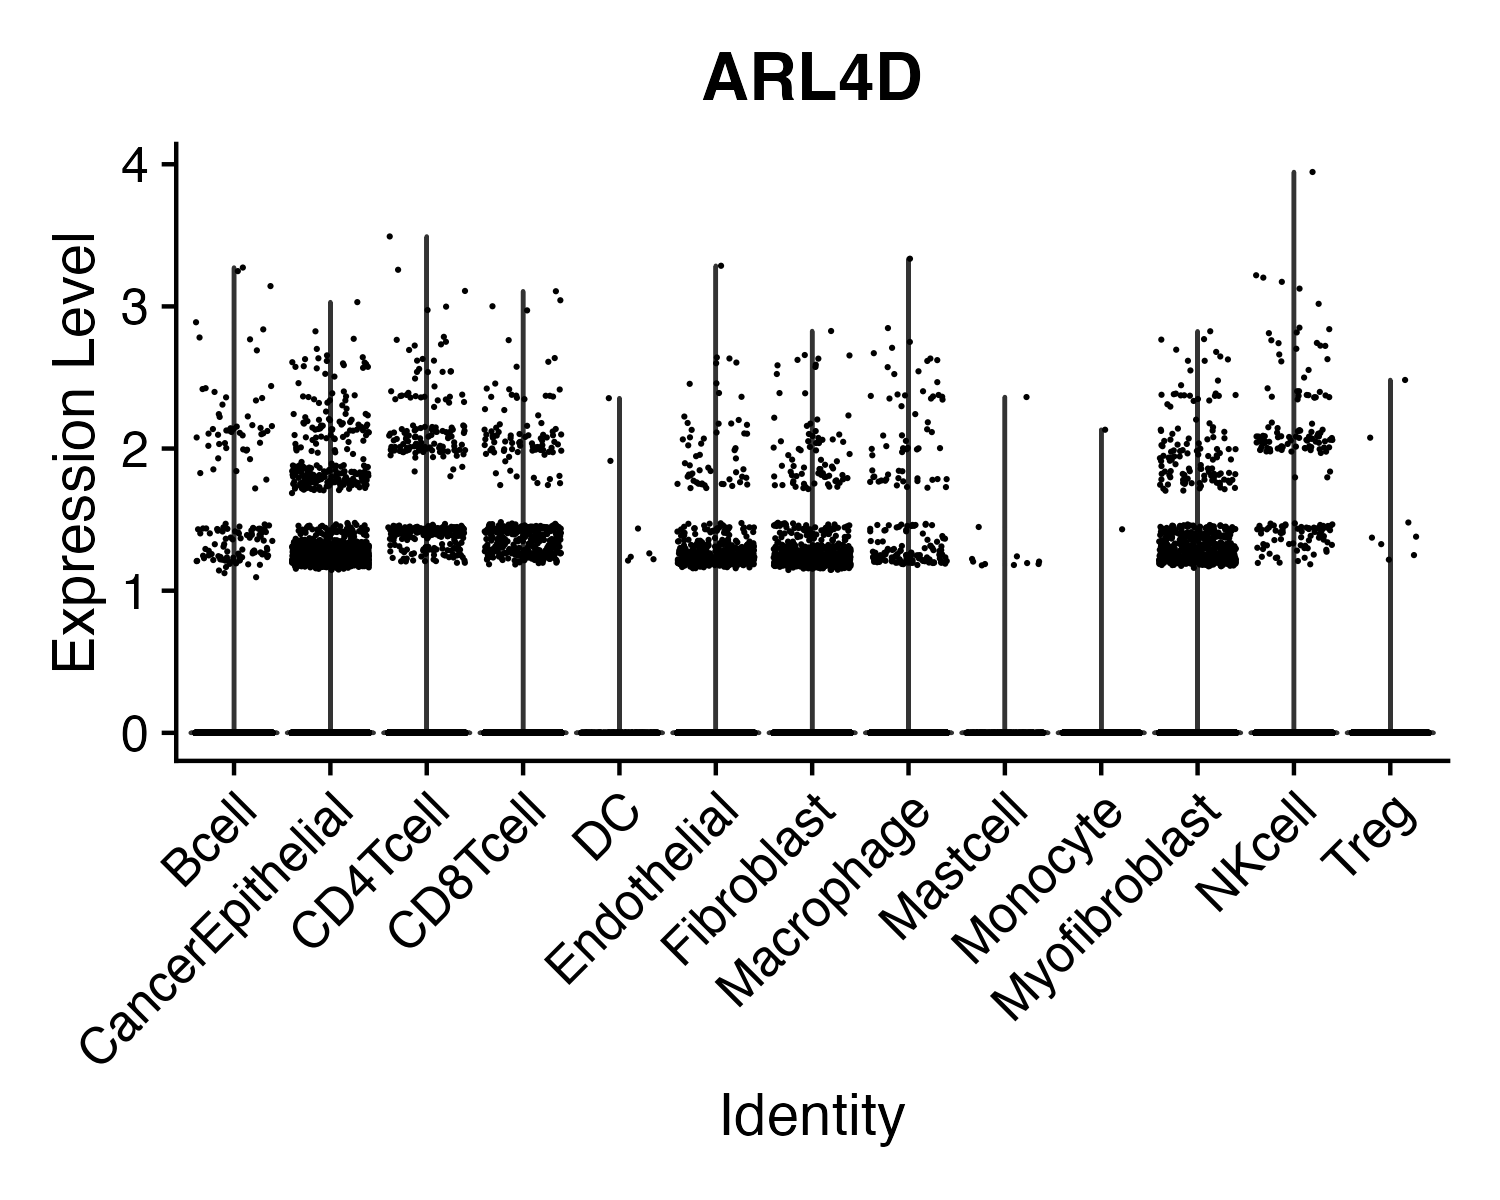 ARL4D
Expression Level
4
3
2
1
0
Bcell
CancerEpithelial
CD4Tcell
CD8Tcell
DC
Endothelial
Fibroblast
Macrophage
Mastcell
Monocyte
Myofibroblast
NKcell
Treg
Identity